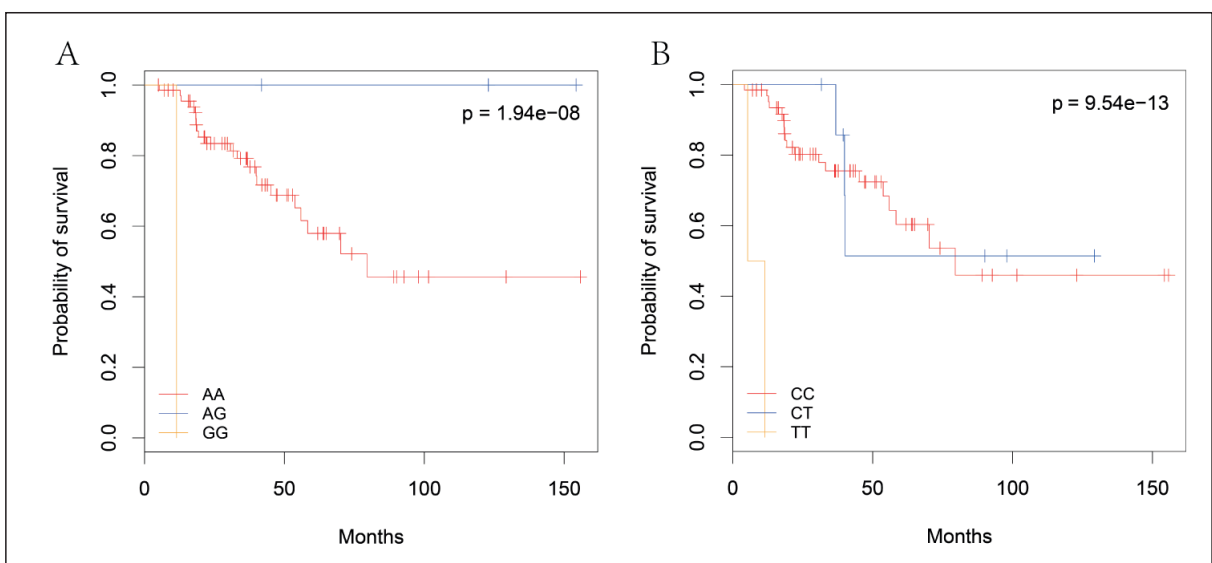 A
p = 1.94e−08
Probability of survival
1.0
0.8
0.6
0.4
0.2
0.0
AA
AG
GG
0 50 100 150
Months
B
p = 9.54e−13
Probability of survival
1.0
0.8
0.6
0.4
0.2
0.0
CC
CT
TT
0 50 100 150
Months